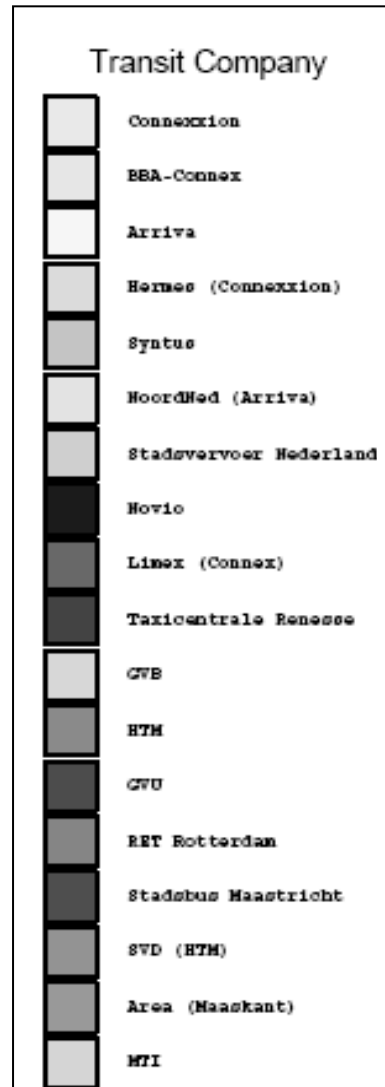 Transit Company
Connexxion
BBA-Connex
Arriva
Hermes (Connexxion)
Syntus
NoordNed (Arriva)
Stadsvervoer Nederland
Novio
Limex (Connex)
Taxicentrale Renesse
GVB
HTM
GVU
RET Rotterdam
Stadsbus Maastricht
SVD (HTM)
Area (Maaskant)
MTI